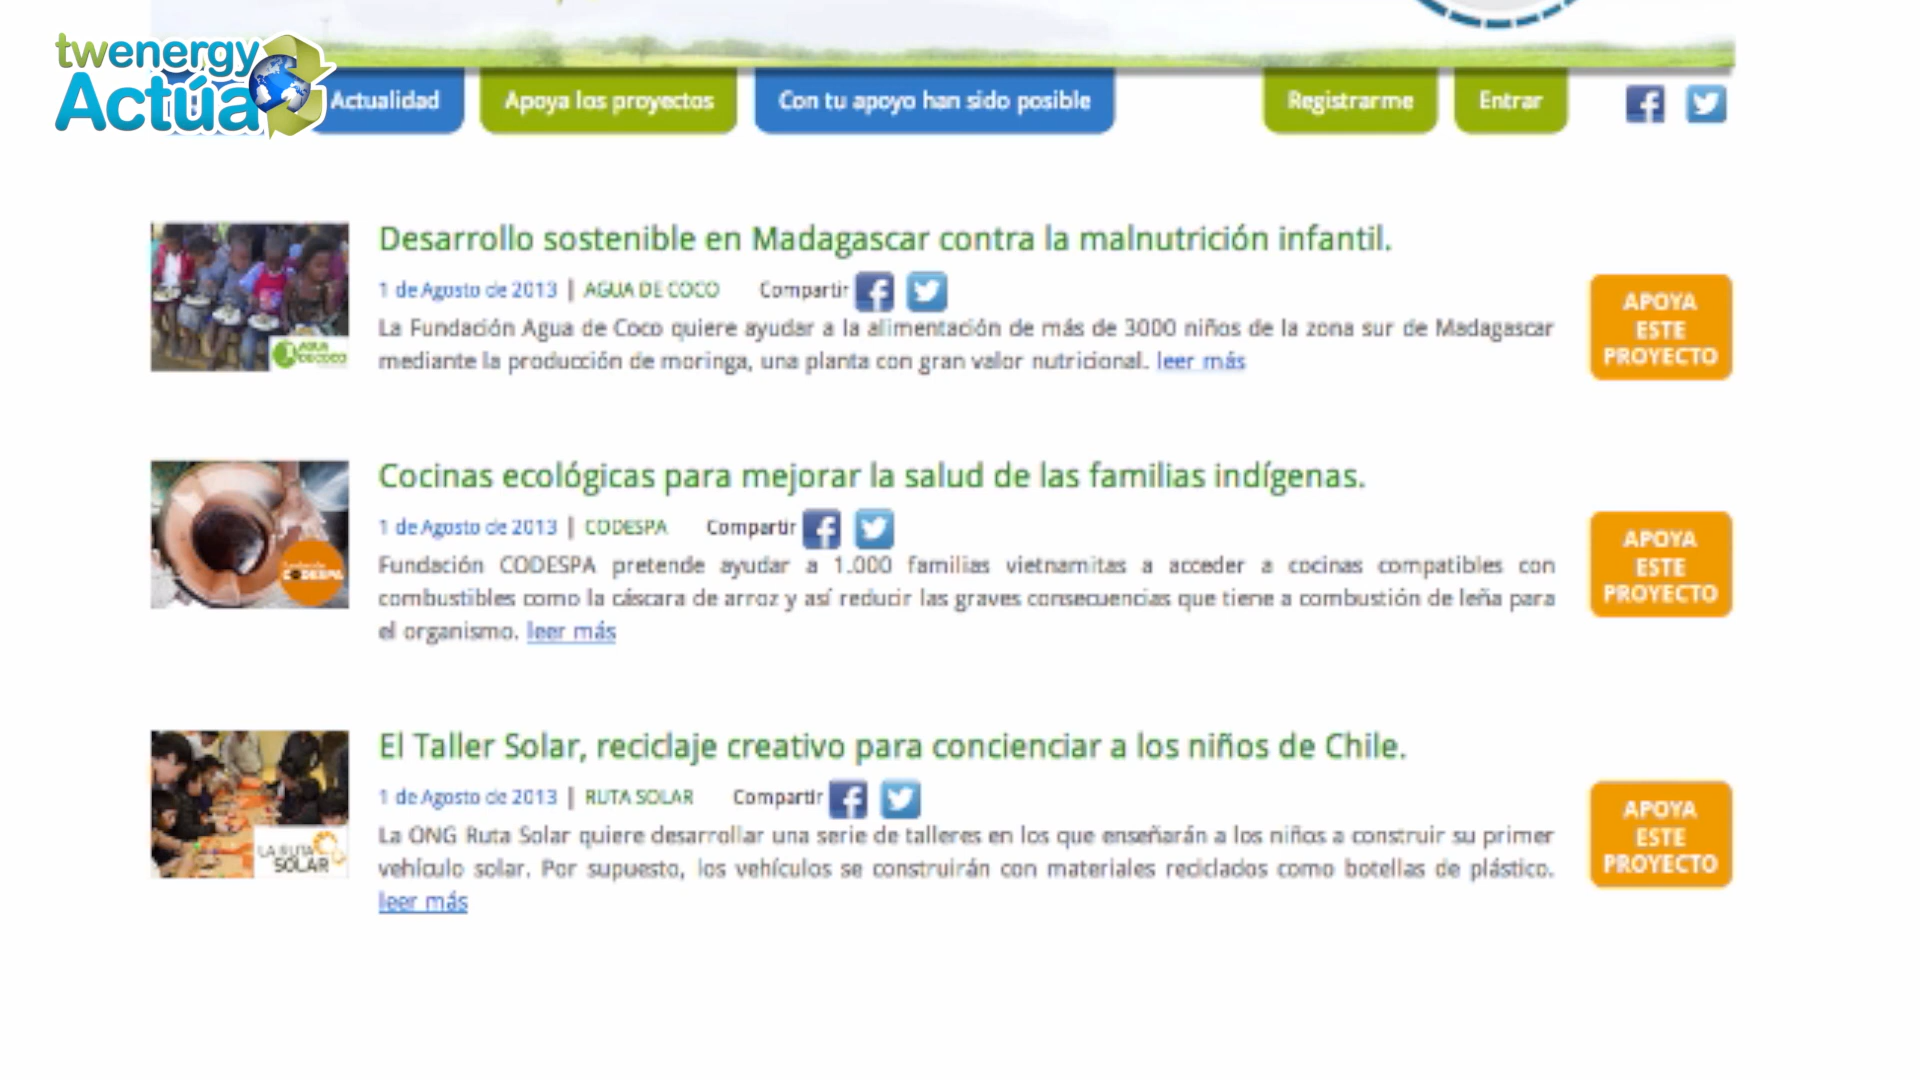 twenergy
Actúa
Actualidad
Apoya los proyectos
Con tu apoyo han sido posible
Registrarme
Entrar
Desarrollo sostenible en Madagascar contra la malnutrición infantil.
1 de Agosto de 2013 | AGUA DE COCO Compartir
La Fundación Agua de Coco quiere ayudar a la alimentación de más de 3000 niños de la zona sur de Madagascar
mediante la producción de moringa, una planta con gran valor nutricional. leer más
APOYA
ESTE
PROYECTO
AGUA
DE COCO
Cocinas ecológicas para mejorar la salud de las familias indígenas.
1 de Agosto de 2013 | CODESPA Compartir
Fundación CODESPA pretende ayudar a 1.000 familias vietnamitas a acceder a cocinas compatibles con
combustibles como la cáscara de arroz y así reducir las graves consecuencias que tiene a combustión de leña para
el organismo. leer más
APOYA
ESTE
PROYECTO
CODESPA
El Taller Solar, reciclaje creativo para concienciar a los niños de Chile.
1 de Agosto de 2013 | RUTA SOLAR Compartir
La ONG Ruta Solar quiere desarrollar una serie de talleres en los que enseñarán a los niños a construir su primer
vehículo solar. Por supuesto, los vehículos se construirán con materiales reciclados como botellas de plástico.
leer más
APOYA
ESTE
PROYECTO
LA RUTA
SOLAR